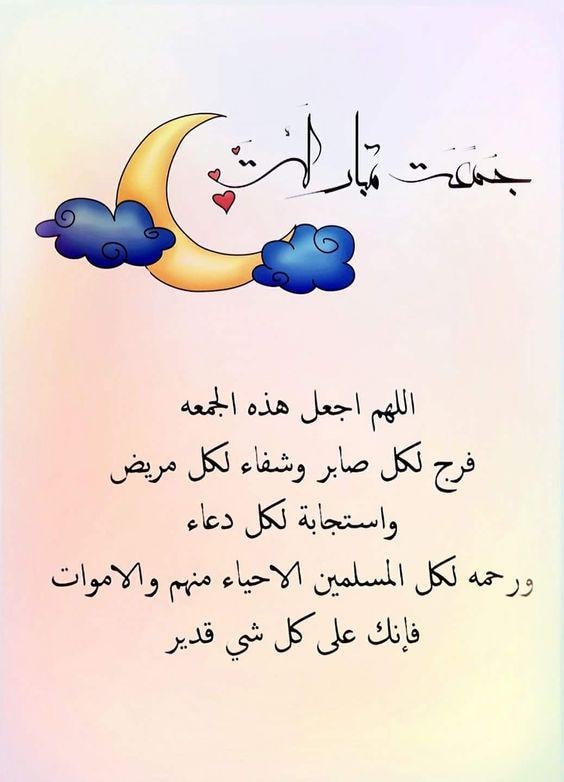 جمعة مباركة
اللهم اجعل هذه الجمعه
فرج لكل صابر وشفاء لكل مريض
واستجابة لكل دعاء
ورحمه لكل المسلمين الاحياء منهم والاموات
فإنك على كل شي قدير